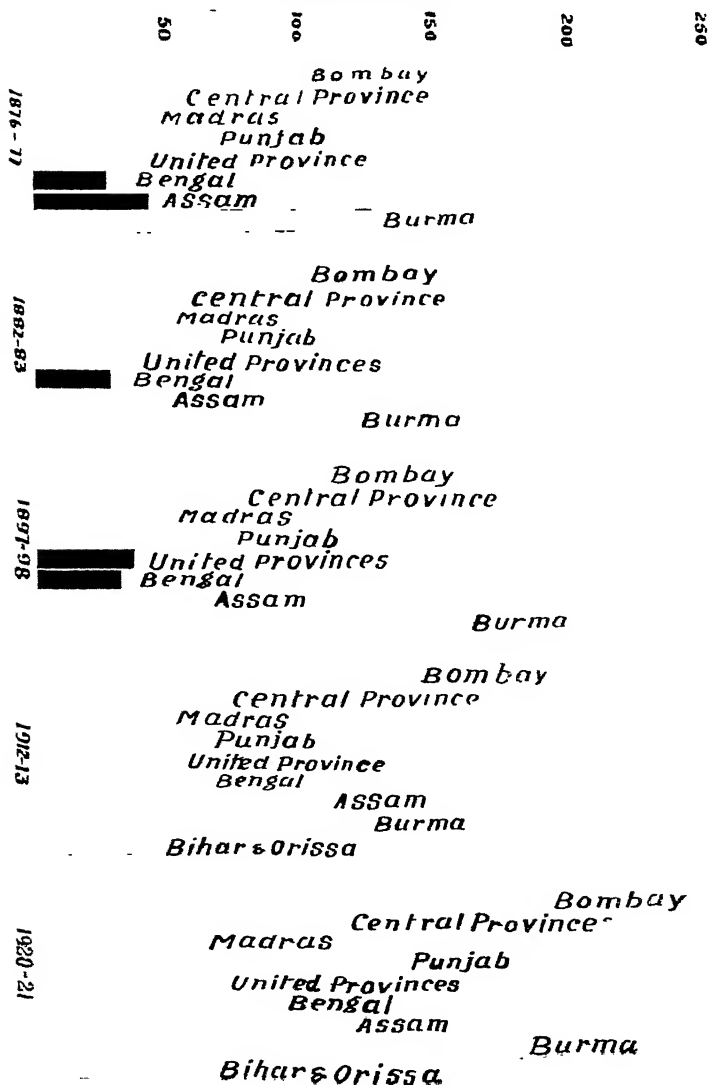 50 100 150 200 250
1876-77
Bombay
Central Province
Madras
Punjab
United Province
Bengal
Assam
Burma
1882-83
Bombay
Central Province
Madras
Punjab
United Provinces
Bengal
Assam
Burma
1897-98
Bombay
Central Province
Madras
Punjab
United Provinces
Bengal
Assam
Burma
1912-13
Bombay
Central Province
Madras
Punjab
United Province
Bengal
Assam
Burma
Bihar & Orissa
1920-21
Bombay
Central Provinces
Madras
Punjab
United Provinces
Bengal
Assam
Burma
Bihar & Orissa